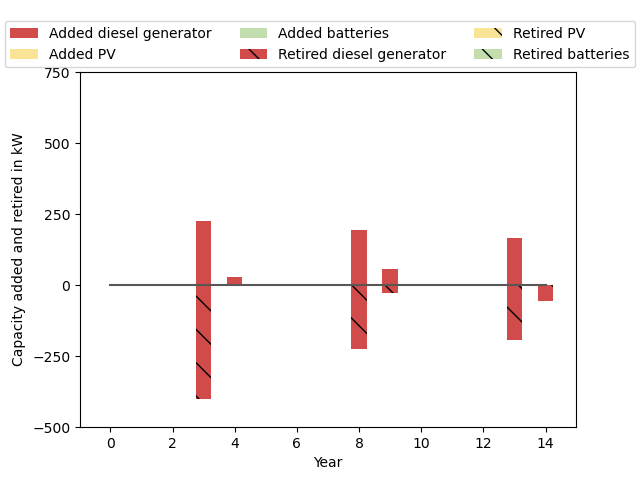 Added diesel generator
Added PV
Added batteries
Retired diesel generator
Retired PV
Retired batteries
Capacity added and retired in kW
750
500
250
0
−250
−500
0 2 4 6 8 10 12 14
Year